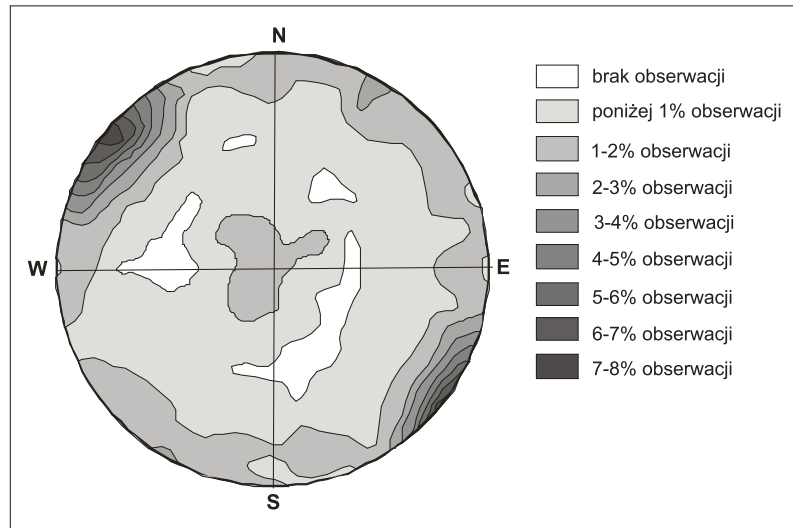 N
W
E
S
brak obserwacji
poniżej 1% obserwacji
1-2% obserwacji
2-3% obserwacji
3-4% obserwacji
4-5% obserwacji
5-6% obserwacji
6-7% obserwacji
7-8% obserwacji